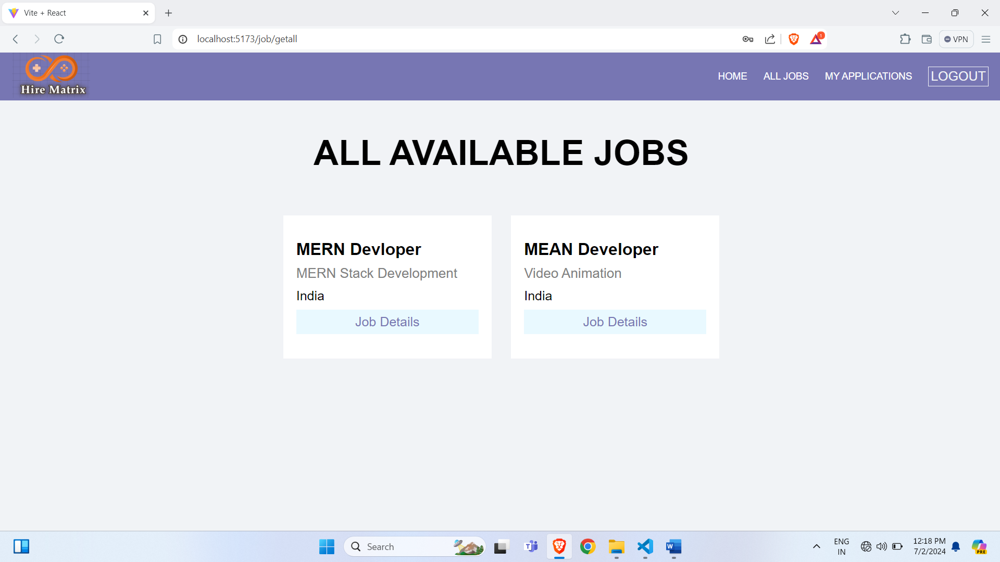 Vite + React
localhost:5173/job/getall
1
VPN
Hire Matrix
HOME
ALL JOBS
MY APPLICATIONS
LOGOUT
ALL AVAILABLE JOBS
MERN Devloper
MERN Stack Development
India
Job Details
MEAN Developer
Video Animation
India
Job Details
Search
ENG
IN
12:18 PM
7/2/2024
PRE